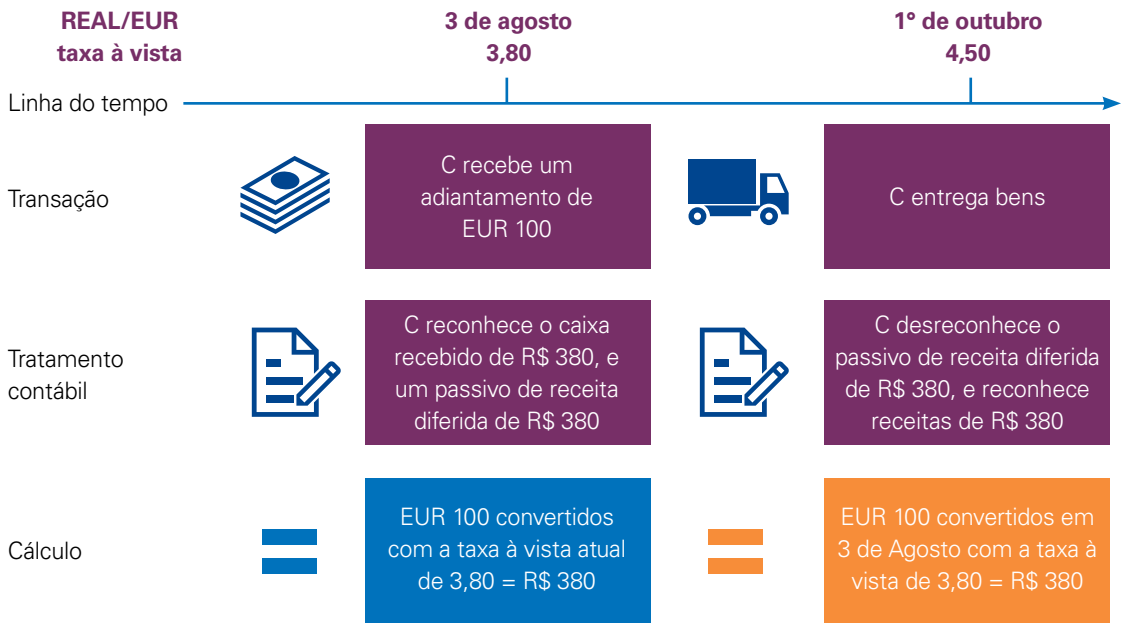 REAL/EUR
taxa à vista
3 de agosto
3,80
1° de outubro
4,50
Linha do tempo
Transação
C recebe um
adiantamento de
EUR 100
C entrega bens
Tratamento
contábil
C reconhece o caixa
recebido de R$ 380, e
um passivo de receita
diferida de R$ 380
C desreconhece o
passivo de receita diferida
de R$ 380, e reconhece
receitas de R$ 380
Cálculo
EUR 100 convertidos
com a taxa à vista atual
de 3,80 = R$ 380
EUR 100 convertidos em
3 de Agosto com a taxa à
vista de 3,80 = R$ 380